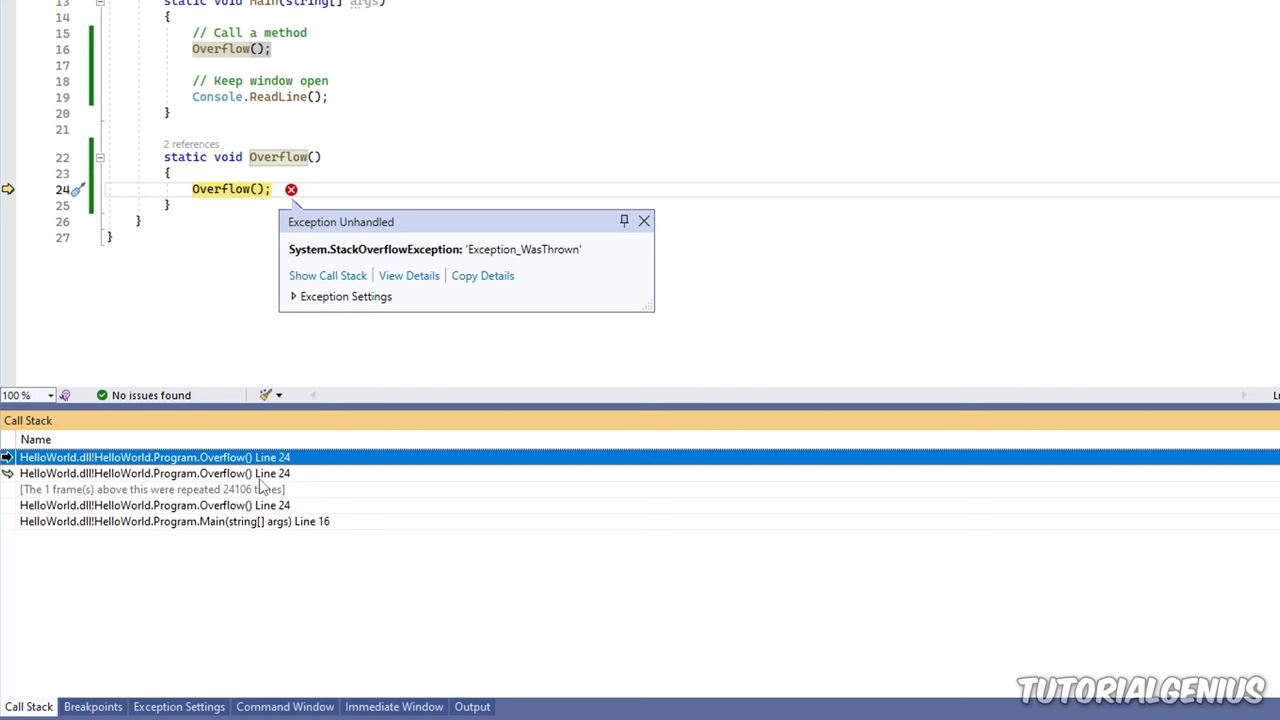 13 static void Main(string[] args)
14 {
15 // Call a method
16 Overflow();
17
18 // Keep window open
19 Console.ReadLine();
20 }
21
2 references
22 static void Overflow()
23 {
24 Overflow();
25 }
26 }
27 }
Exception Unhandled
System.StackOverflowException: 'Exception_WasThrown'
Show Call Stack | View Details | Copy Details
Exception Settings
100 % No issues found
Call Stack
Name
HelloWorld.dll!HelloWorld.Program.Overflow() Line 24
HelloWorld.dll!HelloWorld.Program.Overflow() Line 24
[The 1 frame(s) above this were repeated 24106 times]
HelloWorld.dll!HelloWorld.Program.Overflow() Line 24
HelloWorld.dll!HelloWorld.Program.Main(string[] args) Line 16
Call Stack Breakpoints Exception Settings Command Window Immediate Window Output
TUTORIALGENIUS